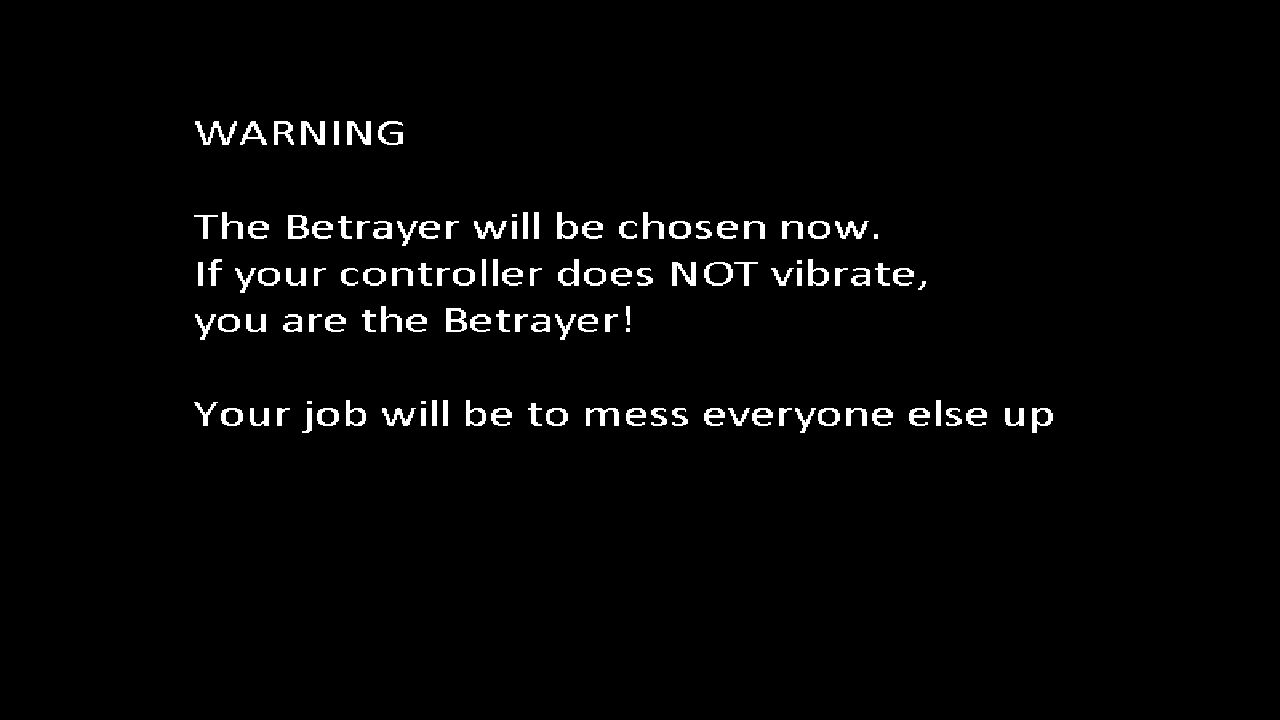 WARNING
The Betrayer will be chosen now.
If your controller does NOT vibrate,
you are the Betrayer!
Your job will be to mess everyone else up